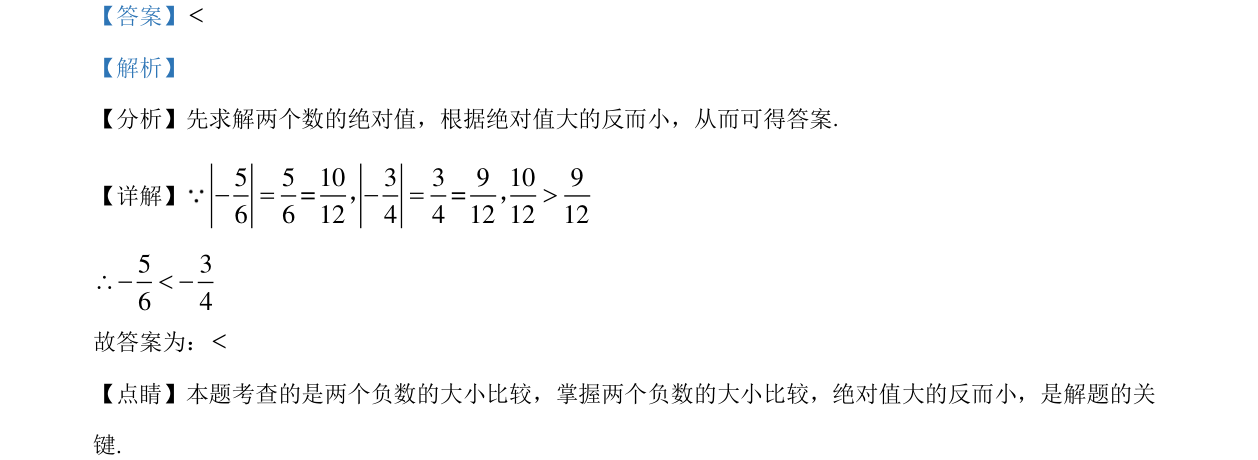 【答案】<
【解析】
【分析】先求解两个数的绝对值，根据绝对值大的反而小，从而可得答案.
【详解】∵|−5/6|=5/6=10/12,|−3/4|=3/4=9/12,10/12>9/12
∴−5/6<−3/4
故答案为：<
【点睛】本题考查的是两个负数的大小比较，掌握两个负数的大小比较，绝对值大的反而小，是解题的关
键.